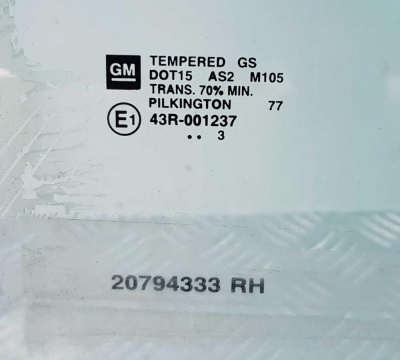 GM
TEMPERED GS
DOT15 AS2 M105
TRANS. 70% MIN.
PILKINGTON 77
E1 43R-001237
.. 3
20794333 RH